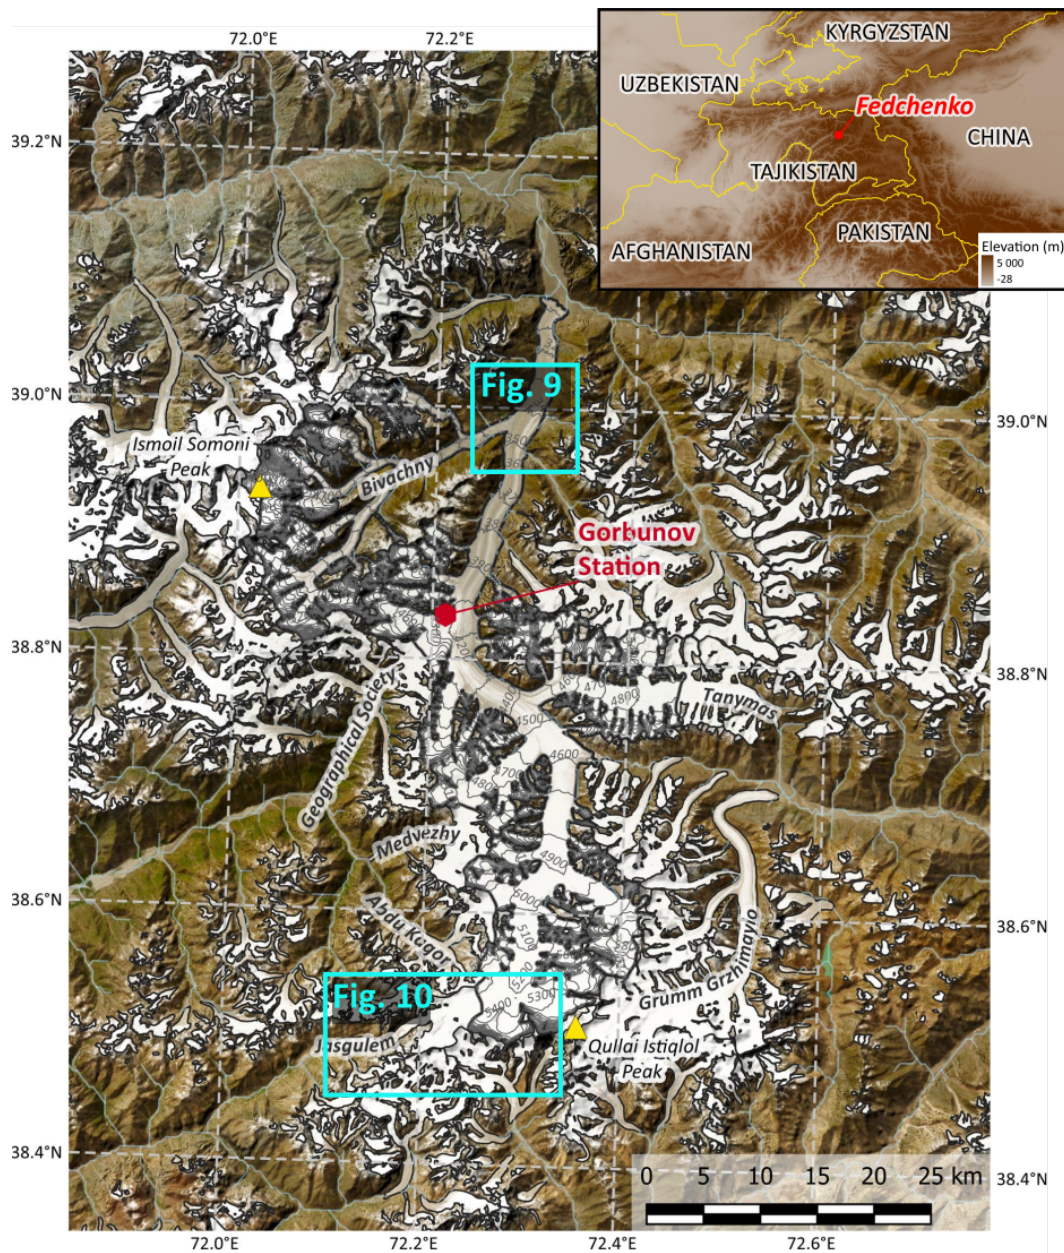 72.0°E
72.2°E
KYRGYZSTAN
UZBEKISTAN
Fedchenko
CHINA
TAJIKISTAN
AFGHANISTAN
PAKISTAN
Elevation (m)
5 000
-28
39.2°N
39.0°N
39.0°N
Fig. 9
Ismoil Somoni
Peak
Bivachny
Gorbunov
Station
38.8°N
38.8°N
Geographical Society
Tanymas
4800
4500
4600
4700
Medvezhy
4900
5000
5100
38.6°N
38.6°N
Abdu Kagor
Grumm Grzhimaylo
Fig. 10
5200
5300
5400
Jasgulem
Qullai Istiqlol
Peak
38.4°N
38.4°N
0 5 10 15 20 25 km
72.0°E
72.2°E
72.4°E
72.6°E